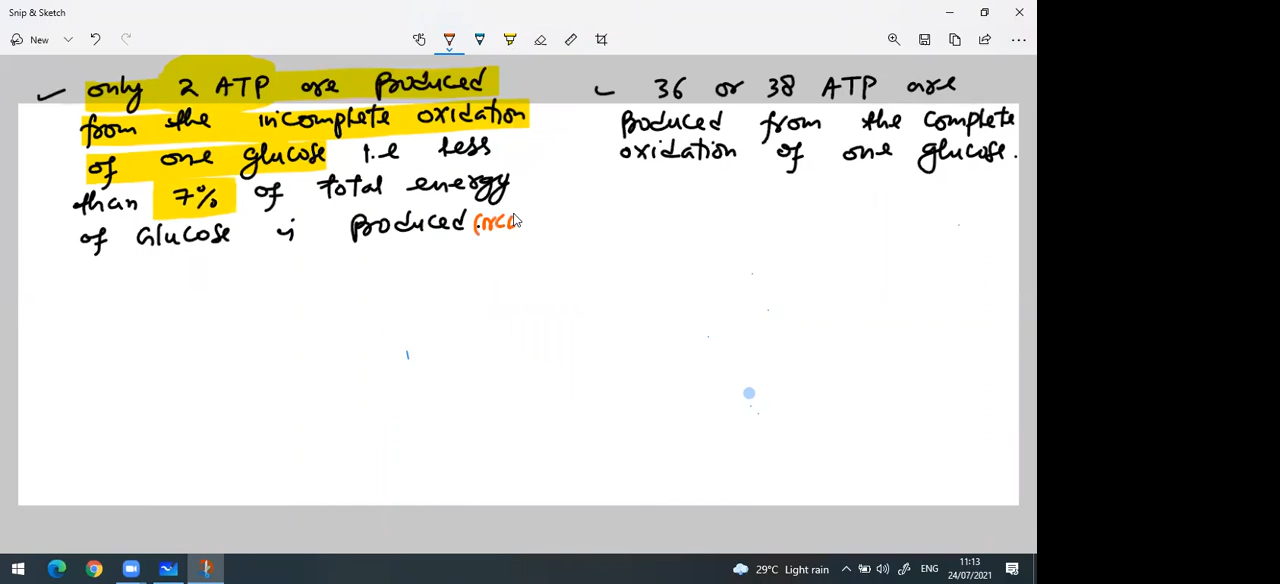 Snip & Sketch
New
only 2 ATP are Produced
from the incomplete oxidation
of one glucose i.e less
than 7% of total energy
of Glucose is Produced.
36 or 38 ATP are
Produced from the complete
oxidation of one glucose.
29°C Light rain
ENG
11:13
24/07/2021